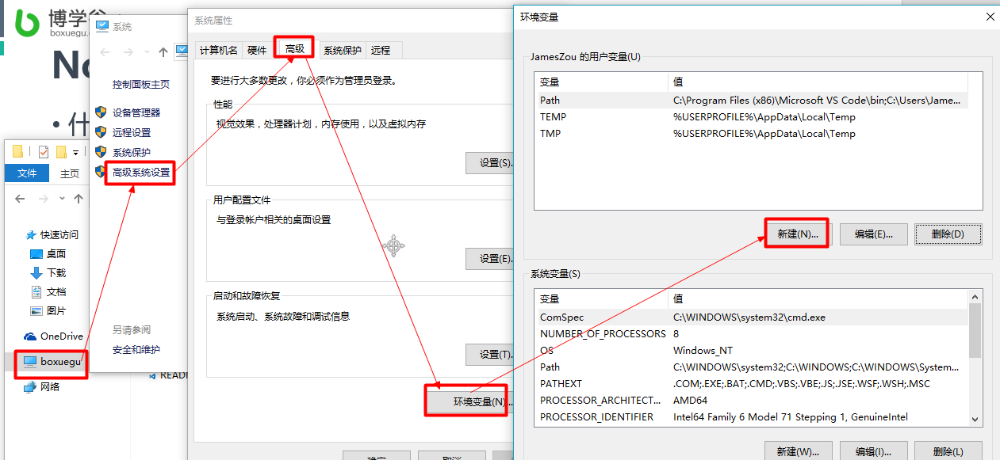 博学谷
boxuegu.
No
• 什
文件
主页
快速访问
桌面
下载
文档
图片
OneDrive
boxuegu
网络
系统
控制面板主页
设备管理器
远程设置
系统保护
高级系统设置
另请参阅
安全和维护
READ
系统属性
计算机名 硬件 高级 系统保护 远程
要进行大多数更改，你必须作为管理员登录。
性能
视觉效果，处理器计划，内存使用，以及虚拟内存
设置(S)...
用户配置文件
与登录帐户相关的桌面设置
设置(E)...
启动和故障恢复
系统启动、系统故障和调试信息
设置(T)...
环境变量(N)...
确定 取消
环境变量
JamesZou 的用户变量(U)
变量 值
Path C:\Program Files (x86)\Microsoft VS Code\bin;C:\Users\Jame...
TEMP %USERPROFILE%\AppData\Local\Temp
TMP %USERPROFILE%\AppData\Local\Temp
新建(N)... 编辑(E)... 删除(D)
系统变量(S)
变量 值
ComSpec C:\WINDOWS\system32\cmd.exe
NUMBER_OF_PROCESSORS 8
OS Windows_NT
Path C:\WINDOWS\system32;C:\WINDOWS;C:\WINDOWS\System...
PATHEXT .COM;.EXE;.BAT;.CMD;.VBS;.VBE;.JS;.JSE;.WSF;.WSH;.MSC
PROCESSOR_ARCHITECT... AMD64
PROCESSOR_IDENTIFIER Intel64 Family 6 Model 71 Stepping 1, GenuineIntel
新建(W)... 编辑(I)... 删除(L)